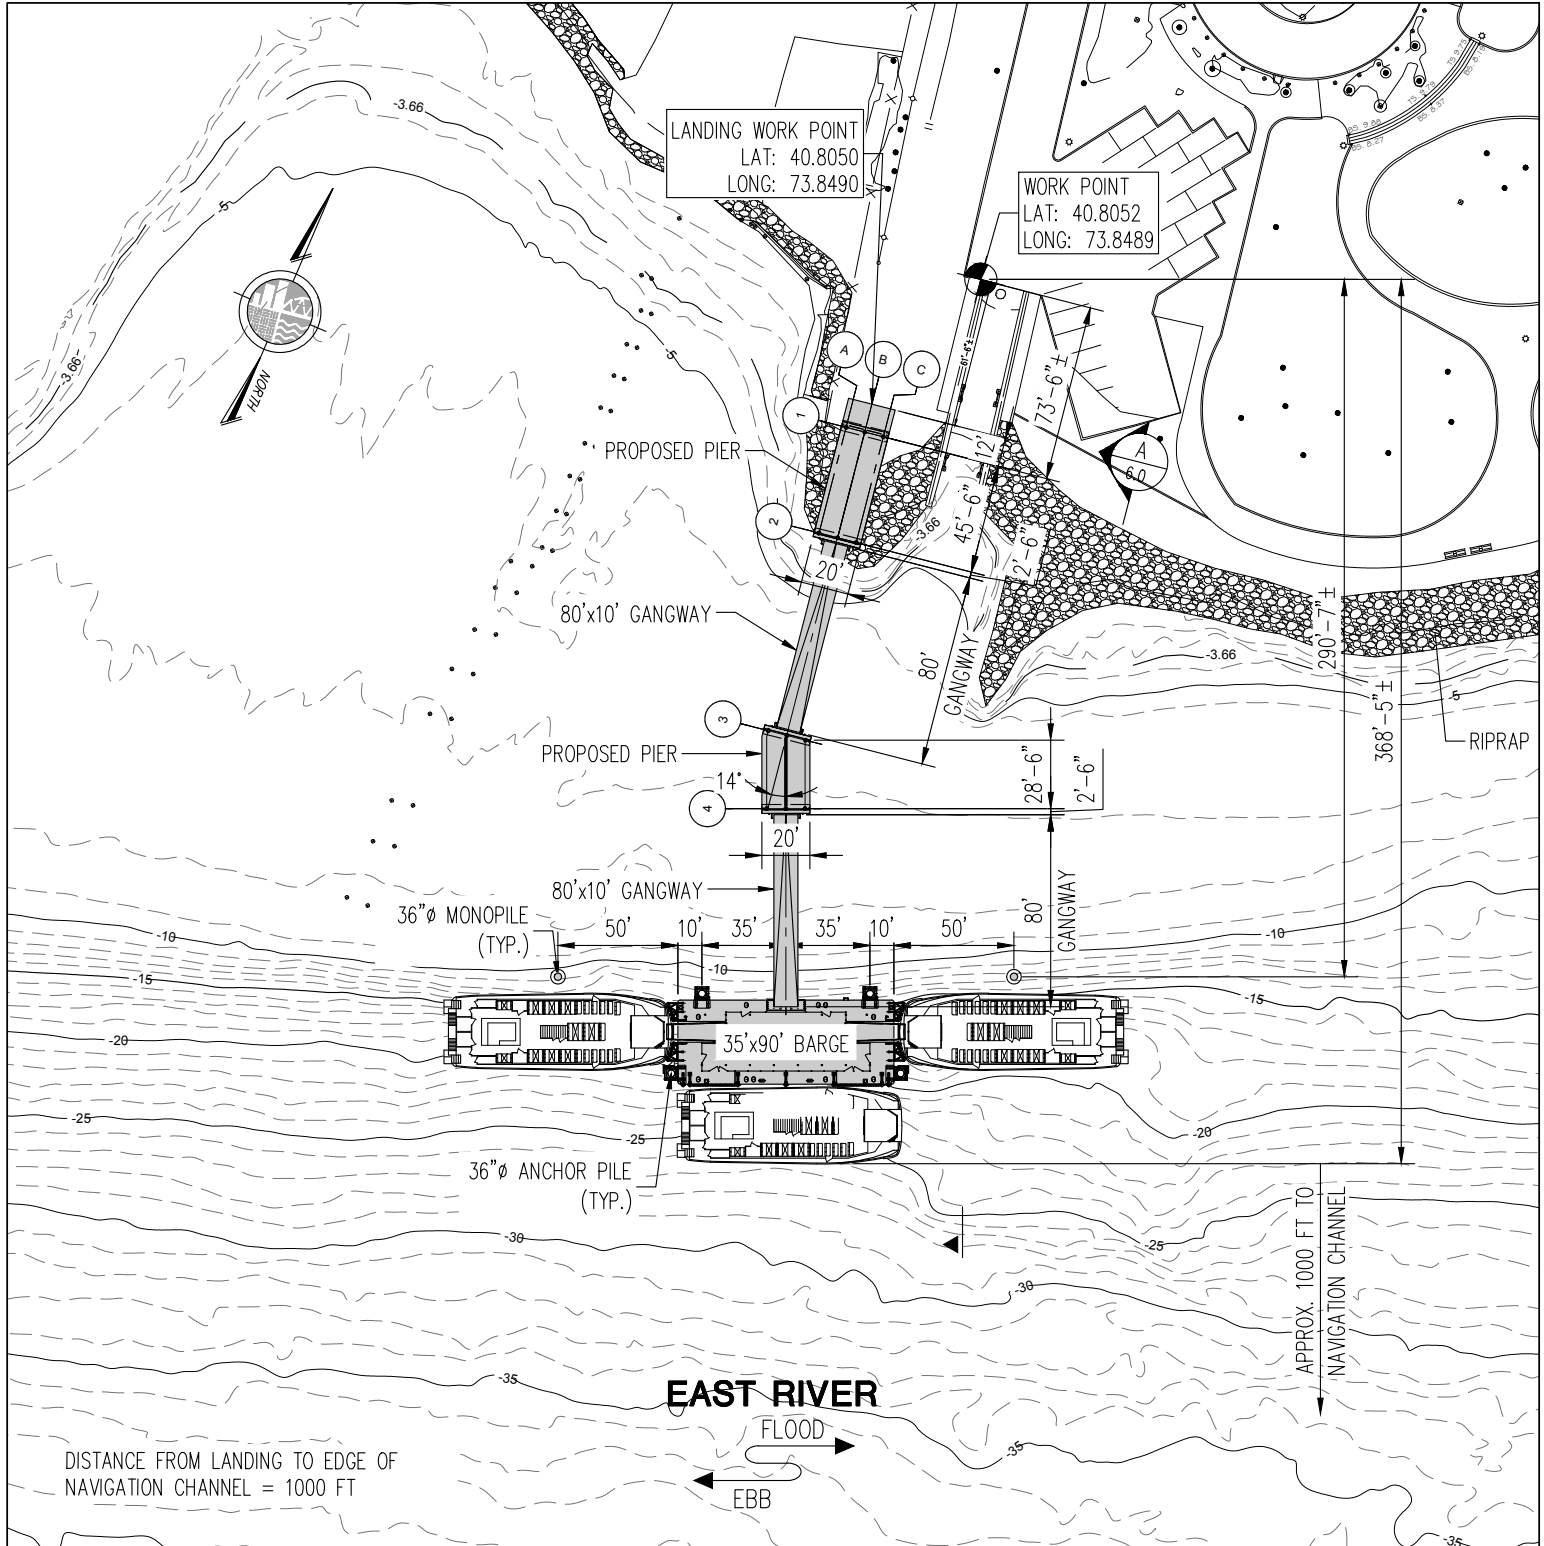 -3.66
LANDING WORK POINT
LAT: 40.8050
LONG: 73.8490
WORK POINT
LAT: 40.8052
LONG: 73.8489
-5
-3.66
NORTH
-5
O
A
B
C
1
61'-6"±
73'-6"±
PROPOSED PIER
12'
A
6.0
2
-3.66
45'-6"
2'-6"
20'
80'x10' GANGWAY
80'
GANGWAY
290'-7"±
368'-5"±
-3.66
-5
RIPRAP
3
PROPOSED PIER
14°
28'-6"
2'-6"
4
20'
80'x10' GANGWAY
80'
GANGWAY
36"ø MONOPILE
(TYP.)
50'
10'
35'
35'
10'
50'
-10
-10
-10
-15
-15
-20
35'x90' BARGE
-25
-25
-20
36"ø ANCHOR PILE
(TYP.)
-30
-25
-30
APPROX. 1000 FT TO
NAVIGATION CHANNEL
-35
EAST RIVER
FLOOD
EBB
-35
DISTANCE FROM LANDING TO EDGE OF
NAVIGATION CHANNEL = 1000 FT
-35